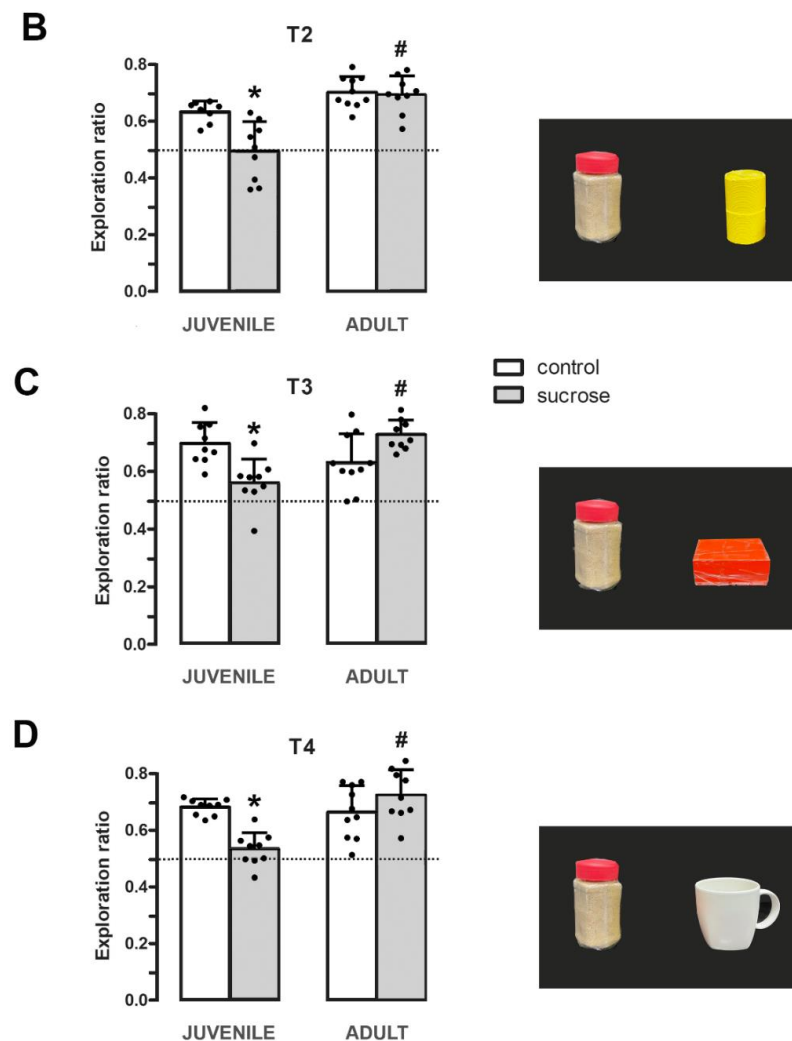 B
T2
#
*
0.8
0.6
0.4
0.2
0.0
Exploration ratio
JUVENILE
ADULT
C
T3
#
*
0.8
0.6
0.4
0.2
0.0
Exploration ratio
JUVENILE
ADULT
control
sucrose
D
T4
#
*
0.8
0.6
0.4
0.2
0.0
Exploration ratio
JUVENILE
ADULT